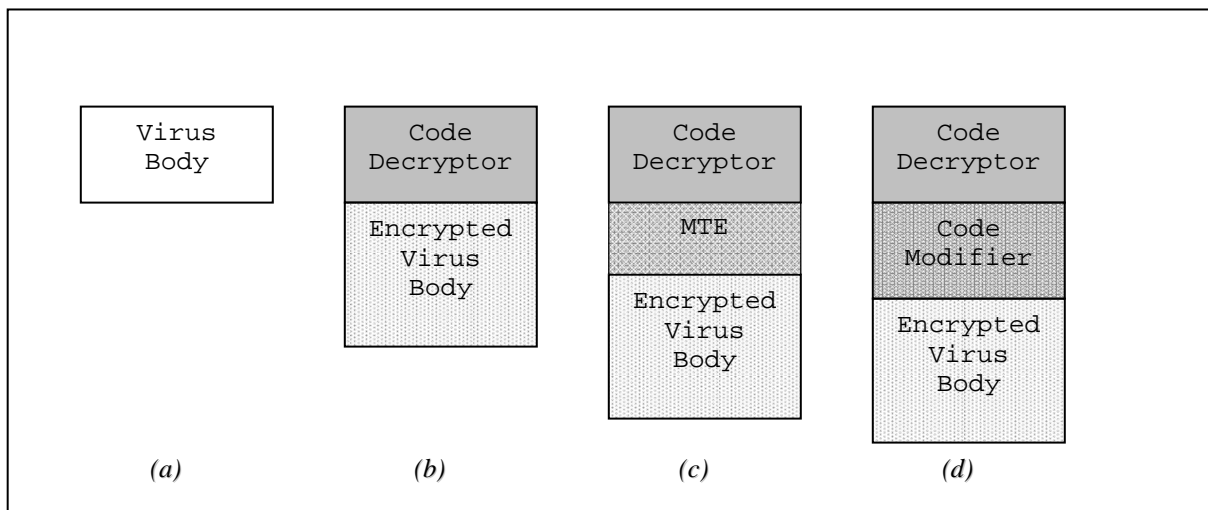 Virus
Body
(a)
Code
Decryptor
Encrypted
Virus
Body
(b)
Code
Decryptor
MTE
Encrypted
Virus
Body
(c)
Code
Decryptor
Code
Modifier
Encrypted
Virus
Body
(d)